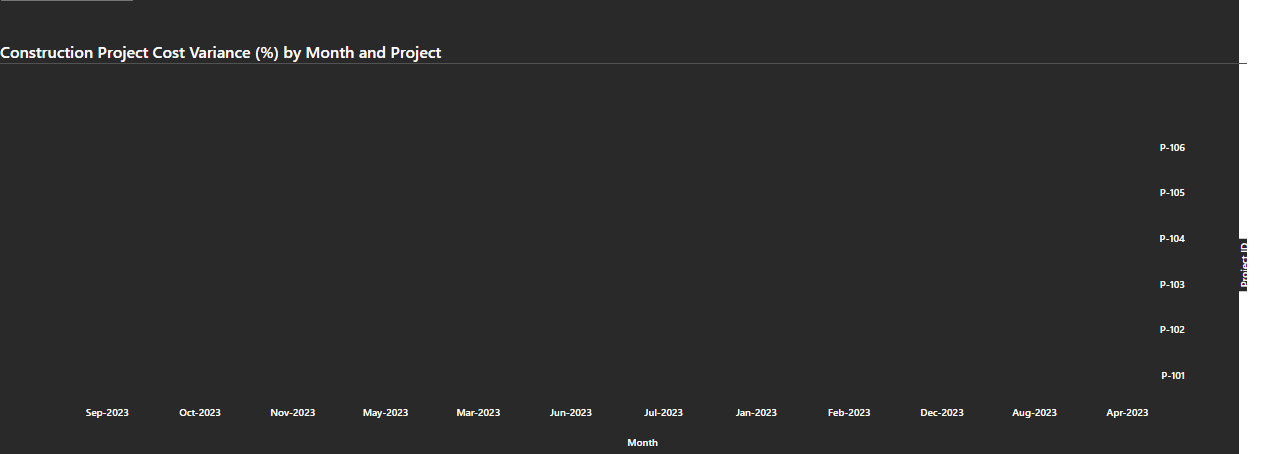 Construction Project Cost Variance (%) by Month and Project
P-106
P-105
P-104
Project ID
P-103
P-102
P-101
Sep-2023 Oct-2023 Nov-2023 May-2023 Mar-2023 Jun-2023 Jul-2023 Jan-2023 Feb-2023 Dec-2023 Aug-2023 Apr-2023
Month